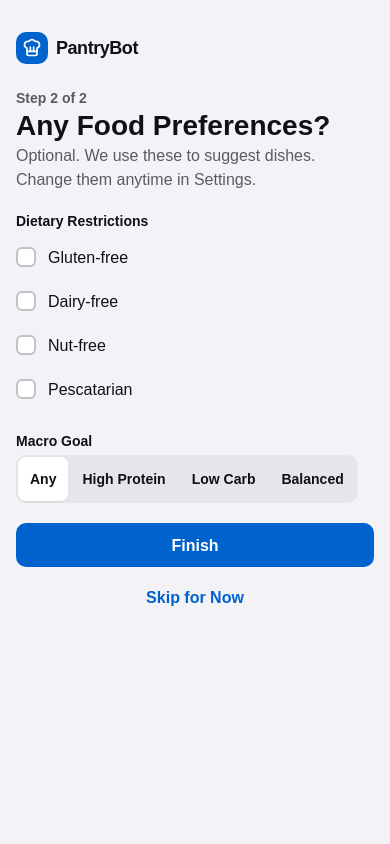 PantryBot
Step 2 of 2
Any Food Preferences?
Optional. We use these to suggest dishes.
Change them anytime in Settings.
Dietary Restrictions
Gluten-free
Dairy-free
Nut-free
Pescatarian
Macro Goal
Any High Protein Low Carb Balanced
Finish
Skip for Now